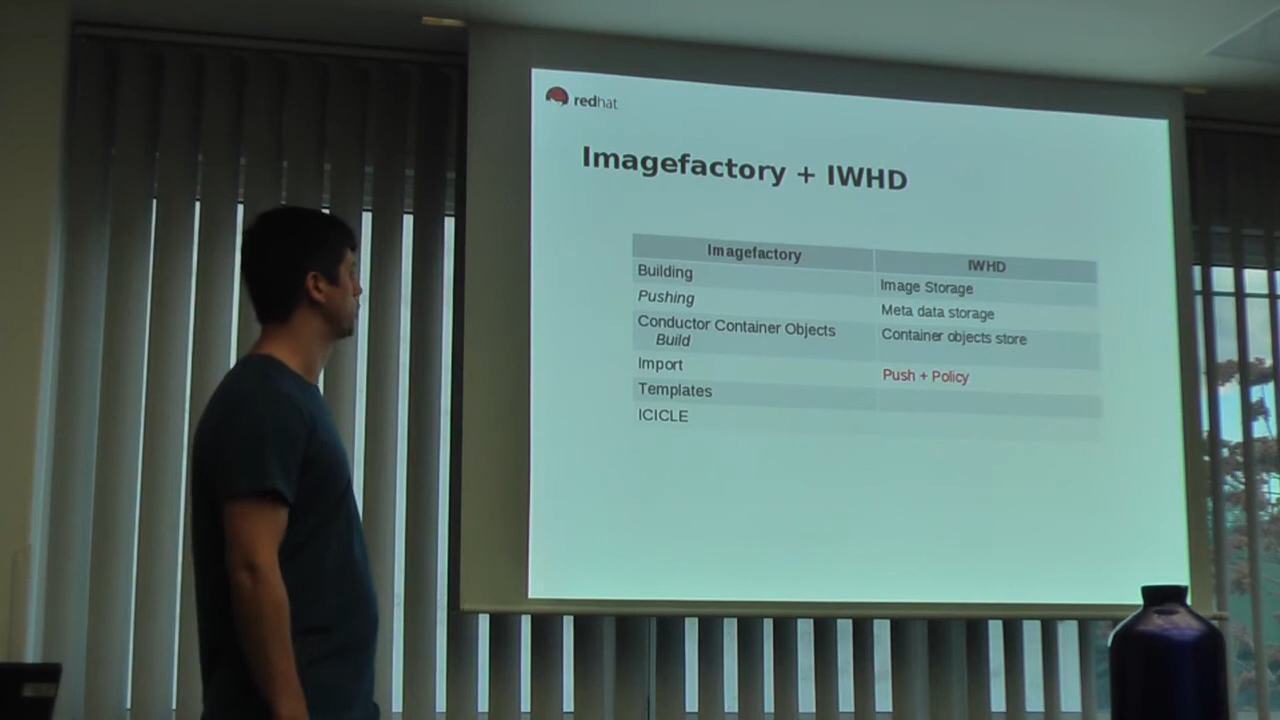 redhat
Imagefactory + IWHD
Imagefactory IWHD
Building Image Storage
Pushing Meta data storage
Conductor Container Objects Container objects store
Build
Import Push + Policy
Templates
ICICLE